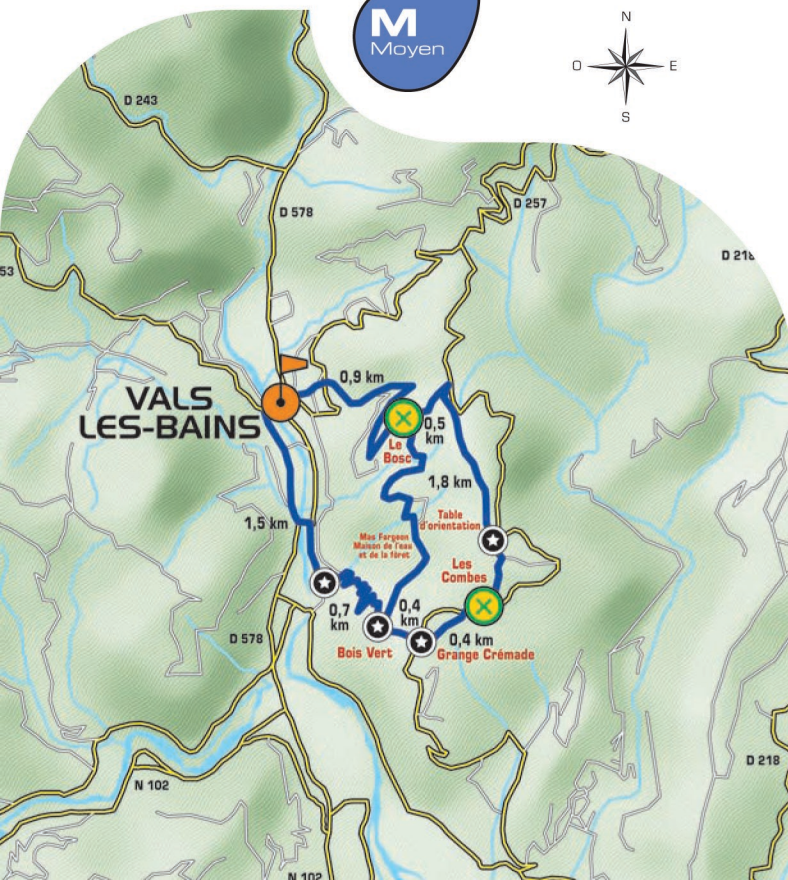 M
Moyen
N
O
E
S
D 243
D 578
D 257
D 218
53
VALS
LES-BAINS
0,9 km
0,5
km
Le
Bosc
1,8 km
1,5 km
Table
d'orientation
Mas Fargeon
Maison de l'eau
et de la forêt
Les
Combes
0,7
km
0,4
km
0,4 km
D 578
Bois Vert
Grange Crémade
D 218
N 102
N 102